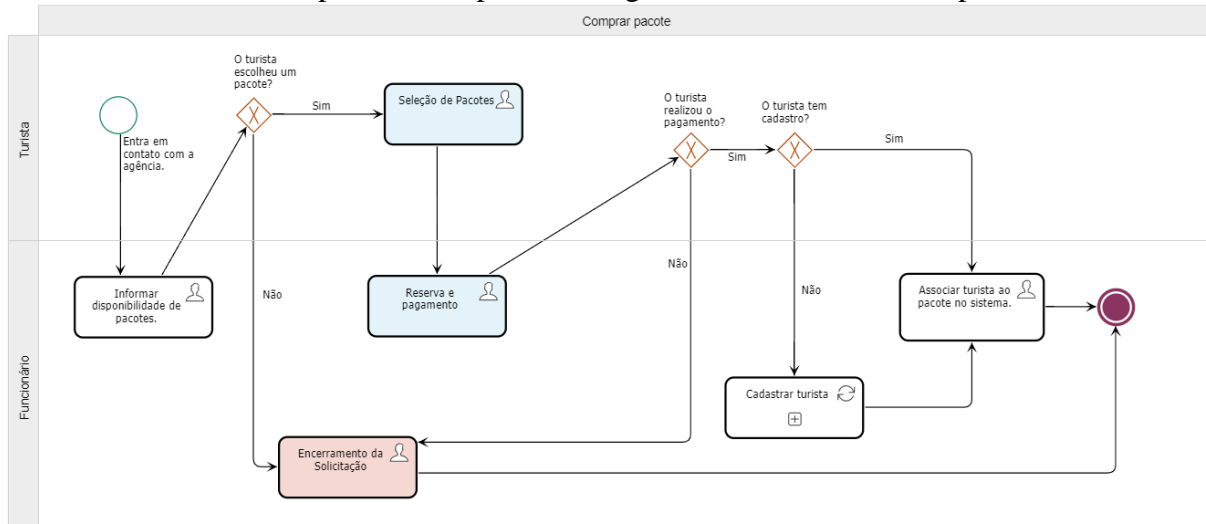 Comprar pacote
Turista
O turista
escolheu um
pacote?
Sim
Seleção de Pacotes
O turista
realizou o
pagamento?
Sim
O turista tem
cadastro?
Sim
Entra em
contato com a
agência.
Funcionário
Informar
disponibilidade de
pacotes.
Não
Reserva e
pagamento
Não
Não
Associar turista ao
pacote no sistema.
Cadastrar turista
Encerramento da
Solicitação